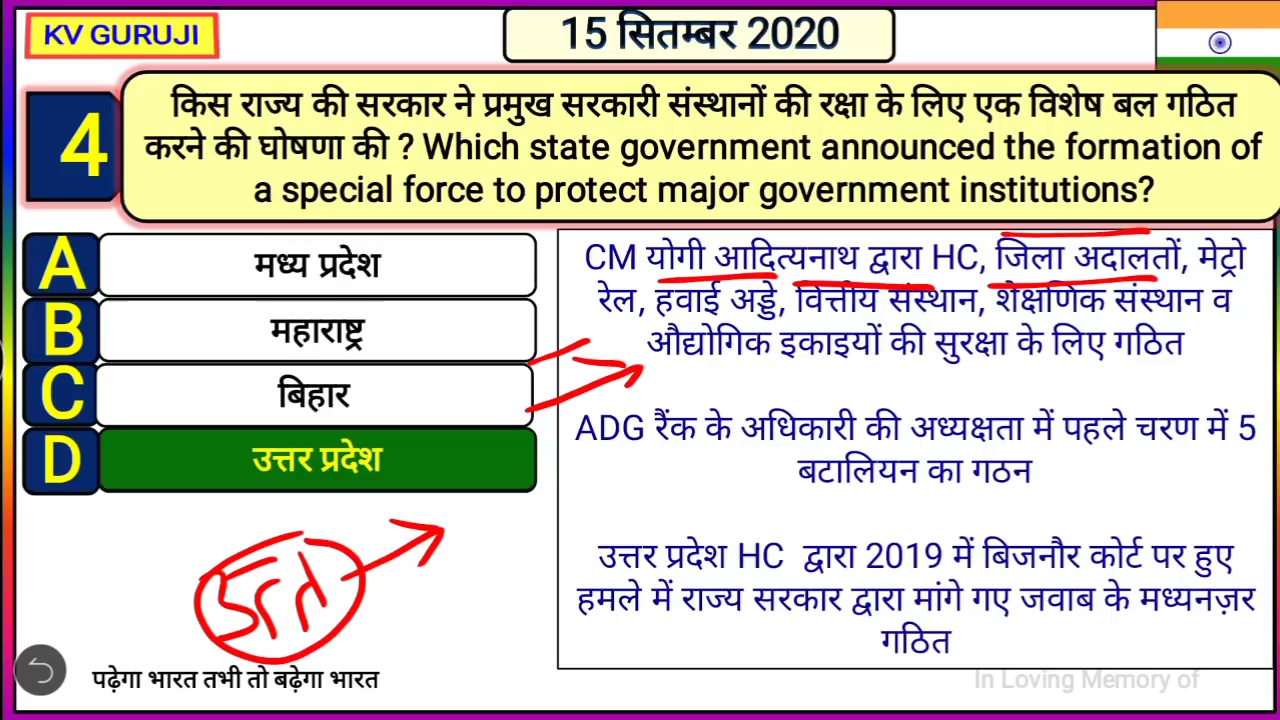 KV GURUJI
15 सितम्बर 2020
4
किस राज्य की सरकार ने प्रमुख सरकारी संस्थानों की रक्षा के लिए एक विशेष बल गठित
करने की घोषणा की ? Which state government announced the formation of
a special force to protect major government institutions?
A
मध्य प्रदेश
B
महाराष्ट्र
C
बिहार
D
उत्तर प्रदेश
CM योगी आदित्यनाथ द्वारा HC, जिला अदालतों, मेट्रो
रेल, हवाई अड्डे, वित्तीय संस्थान, शेक्षणिक संस्थान व
औद्योगिक इकाइयों की सुरक्षा के लिए गठित
ADG रैंक के अधिकारी की अध्यक्षता में पहले चरण में 5
बटालियन का गठन
उत्तर प्रदेश HC द्वारा 2019 में बिजनौर कोर्ट पर हुए
हमले में राज्य सरकार द्वारा मांगे गए जवाब के मध्यनज़र
गठित
पढ़ेगा भारत तभी तो बढ़ेगा भारत
In Loving Memory of